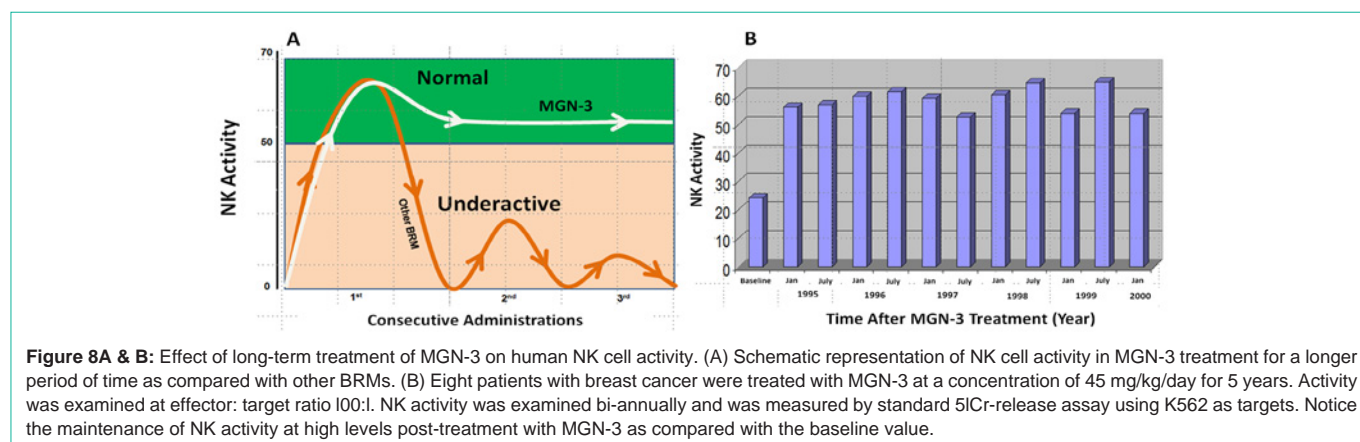 A
70
Normal
MGN-3
50
NK Activity
Underactive
Other BRM
0
1st
2nd
3rd
Consecutive Administrations
B
70
60
50
40
30
20
10
0
NK Activity
Baseline Jan July Jan July Jan July Jan July Jan July Jan
1995 1996 1997 1998 1999 2000
Time After MGN-3 Treatment (Year)
Figure 8A & B: Effect of long-term treatment of MGN-3 on human NK cell activity. (A) Schematic representation of NK cell activity in MGN-3 treatment for a longer
period of time as compared with other BRMs. (B) Eight patients with breast cancer were treated with MGN-3 at a concentration of 45 mg/kg/day for 5 years. Activity
was examined at effector: target ratio l00:l. NK activity was examined bi-annually and was measured by standard 5lCr-release assay using K562 as targets. Notice
the maintenance of NK activity at high levels post-treatment with MGN-3 as compared with the baseline value.